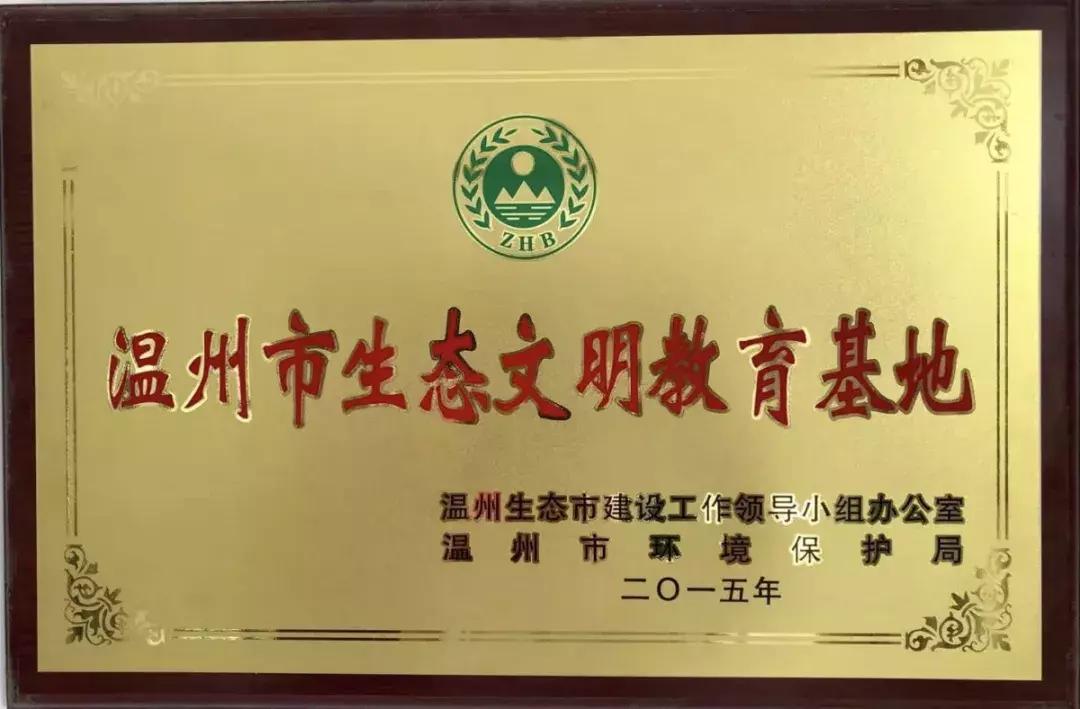 ZHB
温州市生态文明教育基地
温州生态市建设工作领导小组办公室
温州市环境保护局
二〇一五年